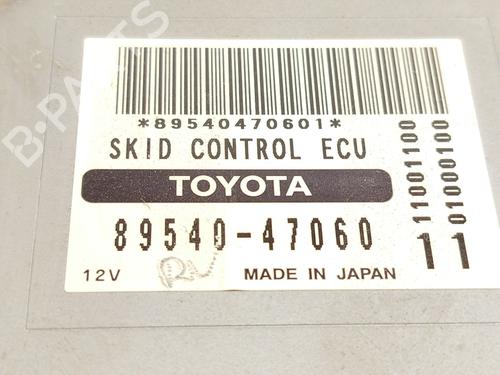 B-PARTS
*89540470601*
SKID CONTROL ECU
TOYOTA
89540-47060
12V
MADE IN JAPAN
11001100
01000100
11